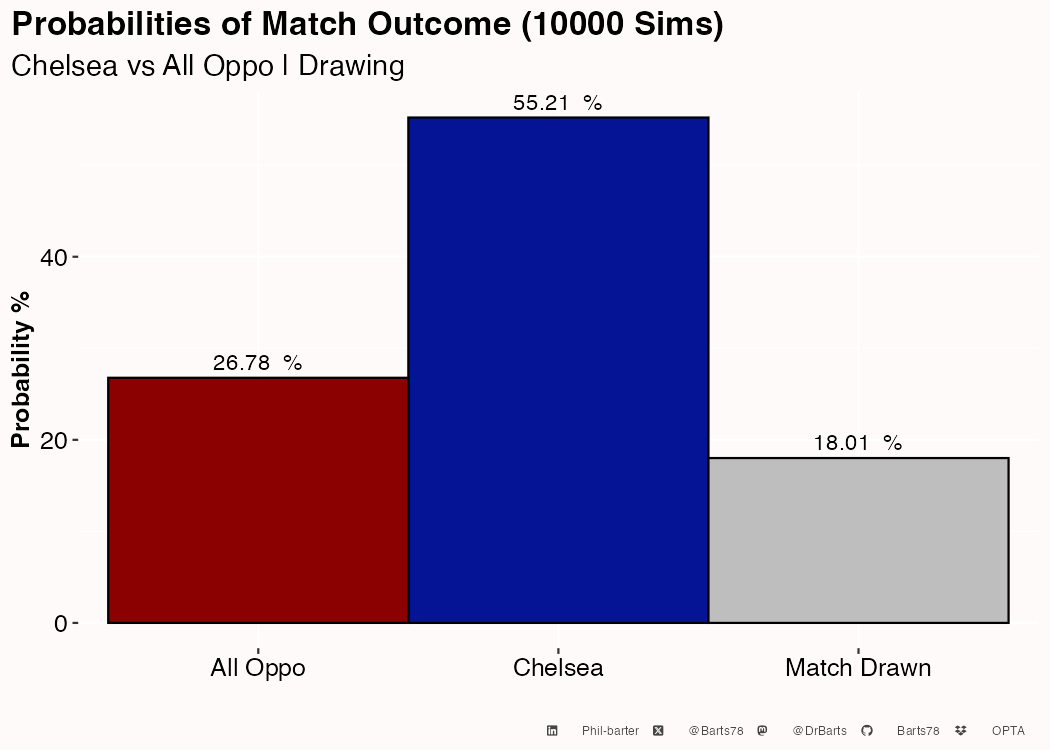 Probabilities of Match Outcome (10000 Sims)
Chelsea vs All Oppo | Drawing
55.21 %
40
26.78 %
Probability %
20
18.01 %
0
All Oppo Chelsea Match Drawn
Phil-barter @Barts78 @DrBarts Barts78 OPTA